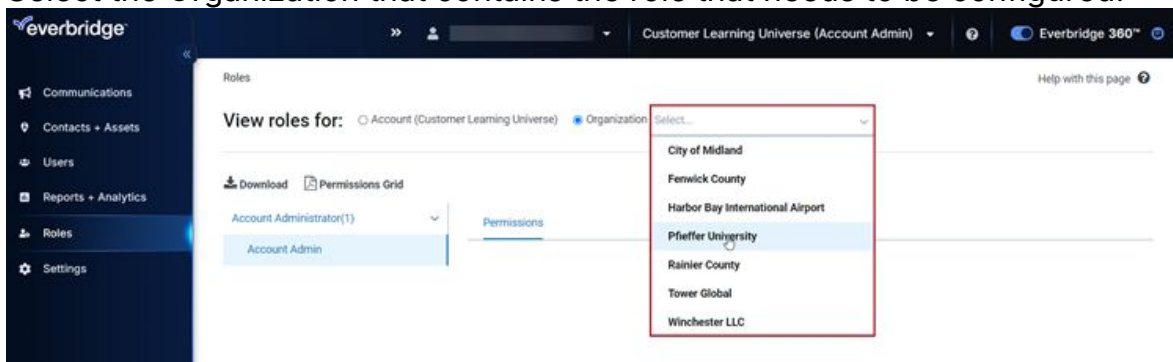 Select the Organization that contains the role that needs to be configured.
everbridge™
Customer Learning Universe (Account Admin)
Everbridge 360™
Communications
Contacts + Assets
Users
Reports + Analytics
Roles
Settings
Roles
Help with this page
View roles for: Account (Customer Learning Universe) Organization Select...
City of Midland
Fenwick County
Harbor Bay International Airport
Pfieffer University
Rainier County
Tower Global
Winchester LLC
Download Permissions Grid
Account Administrator(1)
Account Admin
Permissions